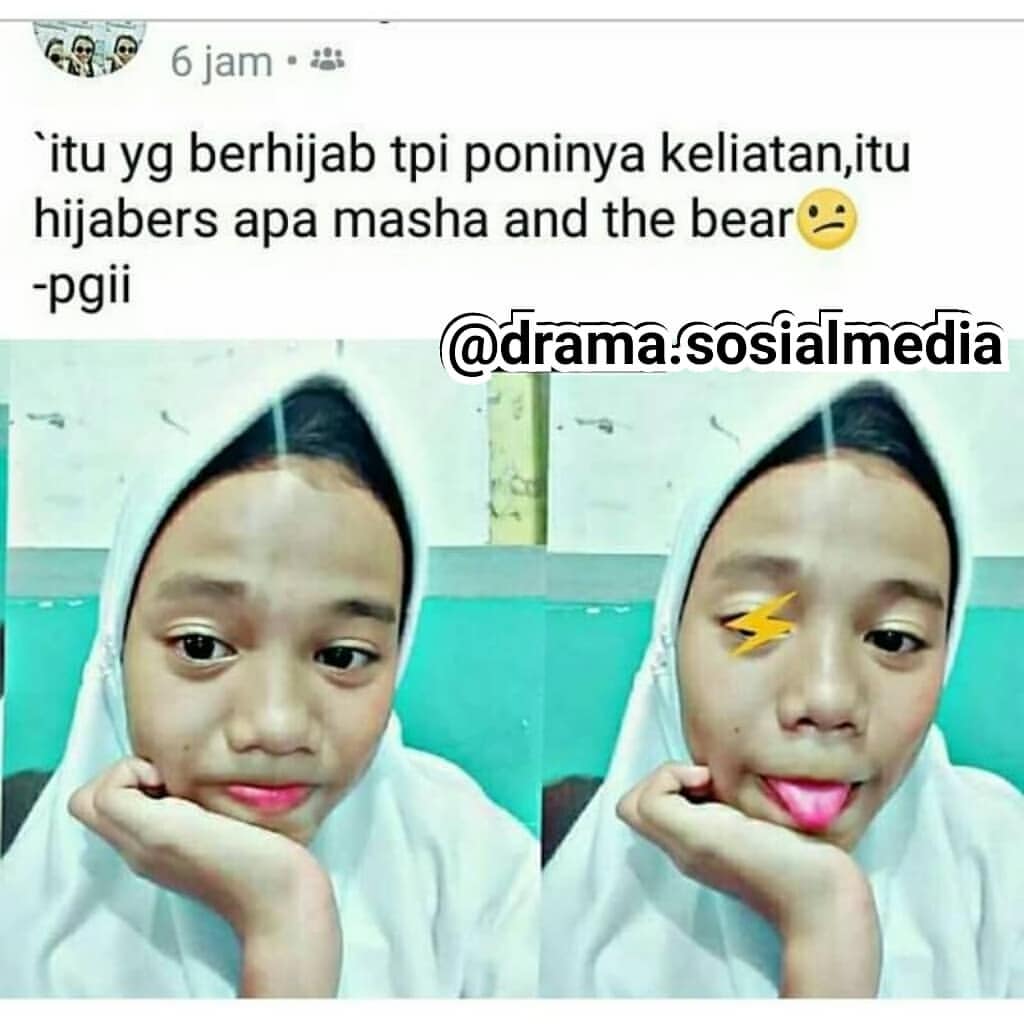 6 jam •
`itu yg berhijab tpi poninya keliatan,itu
hijabers apa masha and the bear🫤
-pgii
@drama.sosialmedia